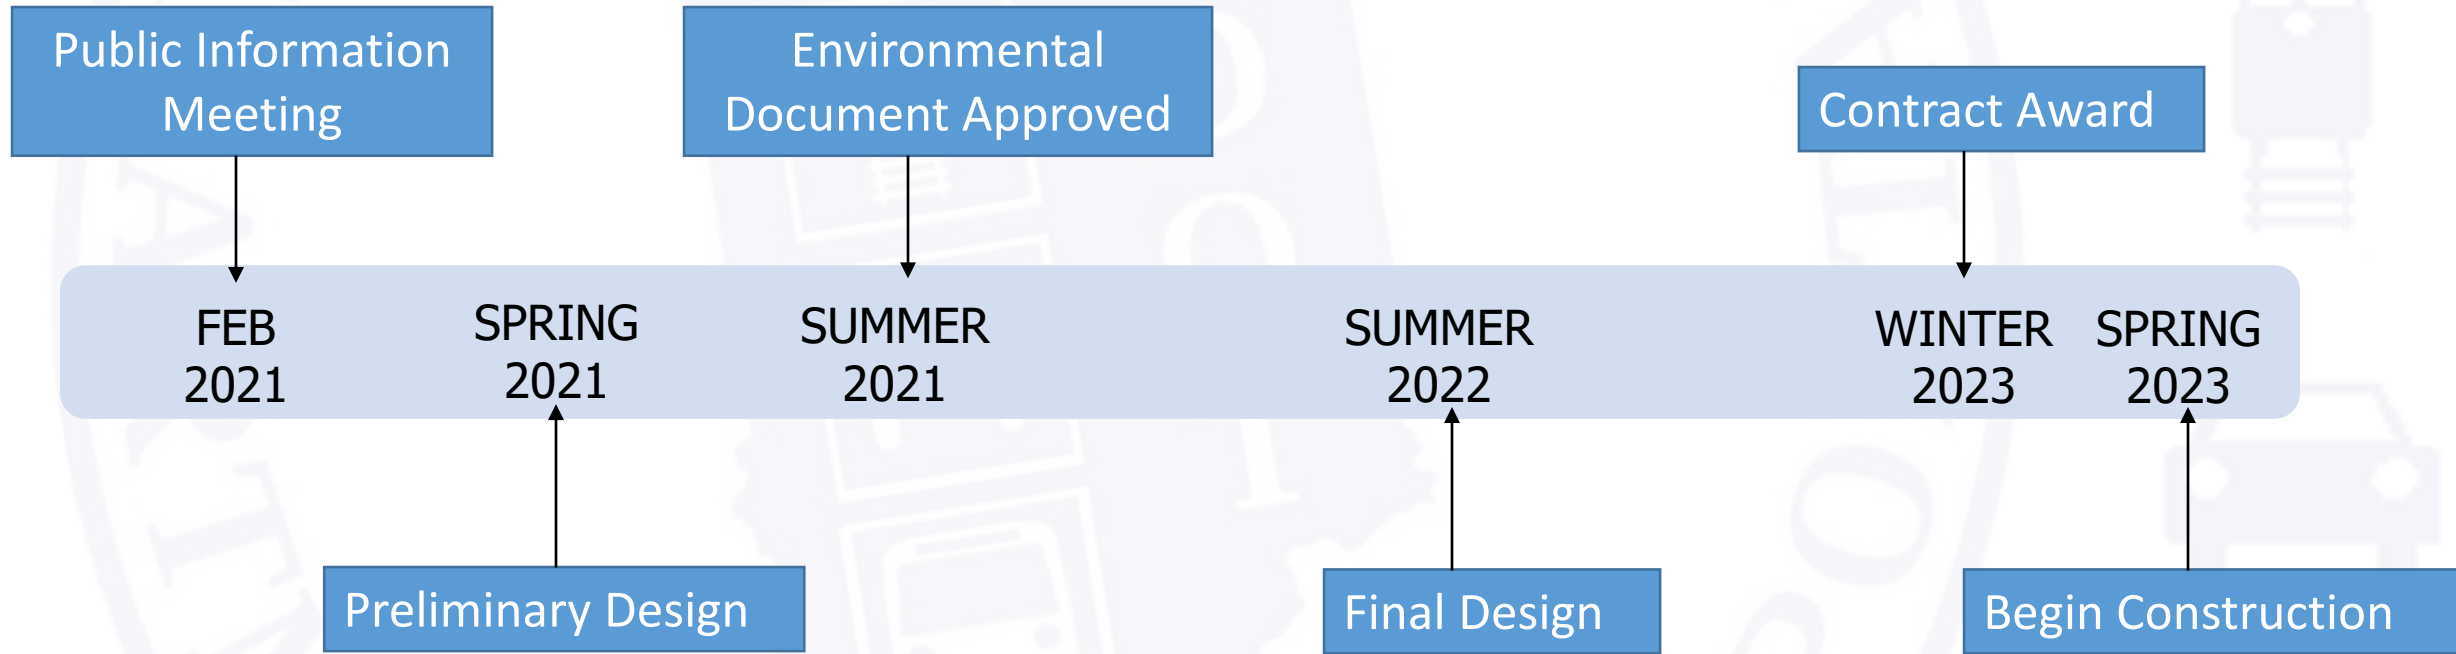 Public Information
Meeting
Environmental
Document Approved
Contract Award
FEB
2021
SPRING
2021
SUMMER
2021
SUMMER
2022
WINTER
2023
SPRING
2023
Preliminary Design
Final Design
Begin Construction